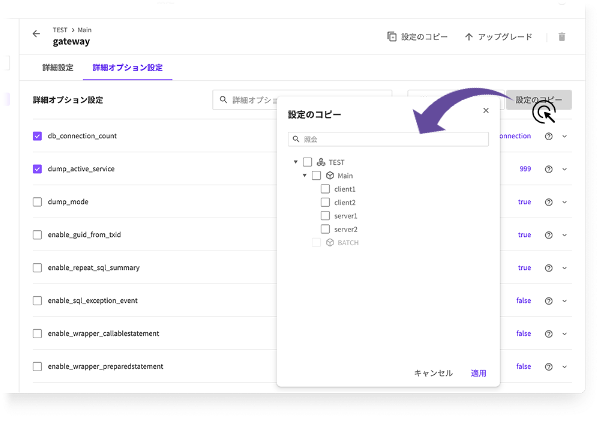 TEST > Main
gateway
設定のコピー
アップグレード
詳細設定
詳細オプション設定
詳細オプション設定
詳細オプシ
設定のコピー
db_connection_count
onnection
dump_active_service
999
dump_mode
true
enable_guid_from_txid
true
enable_repeat_sql_summary
true
enable_sql_exception_event
false
enable_wrapper_callablestatement
false
enable_wrapper_preparedstatement
false
設定のコピー
照会
TEST
Main
client1
client2
server1
server2
BATCH
キャンセル
適用